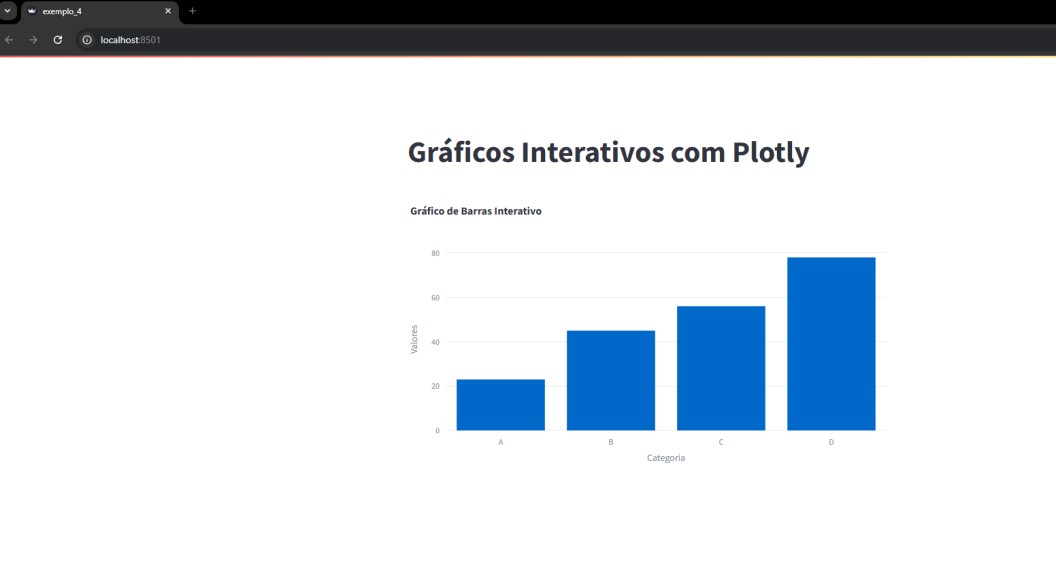 exemplo_4
localhost:8501
Gráficos Interativos com Plotly
Gráfico de Barras Interativo
80
60
40
20
0
Valores
A B C D
Categoria